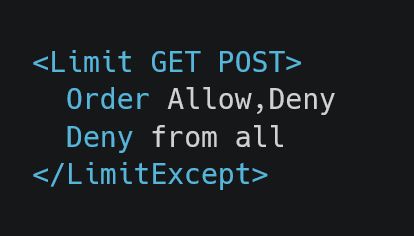 <Limit GET POST>
  Order Allow,Deny
  Deny from all
</LimitExcept>